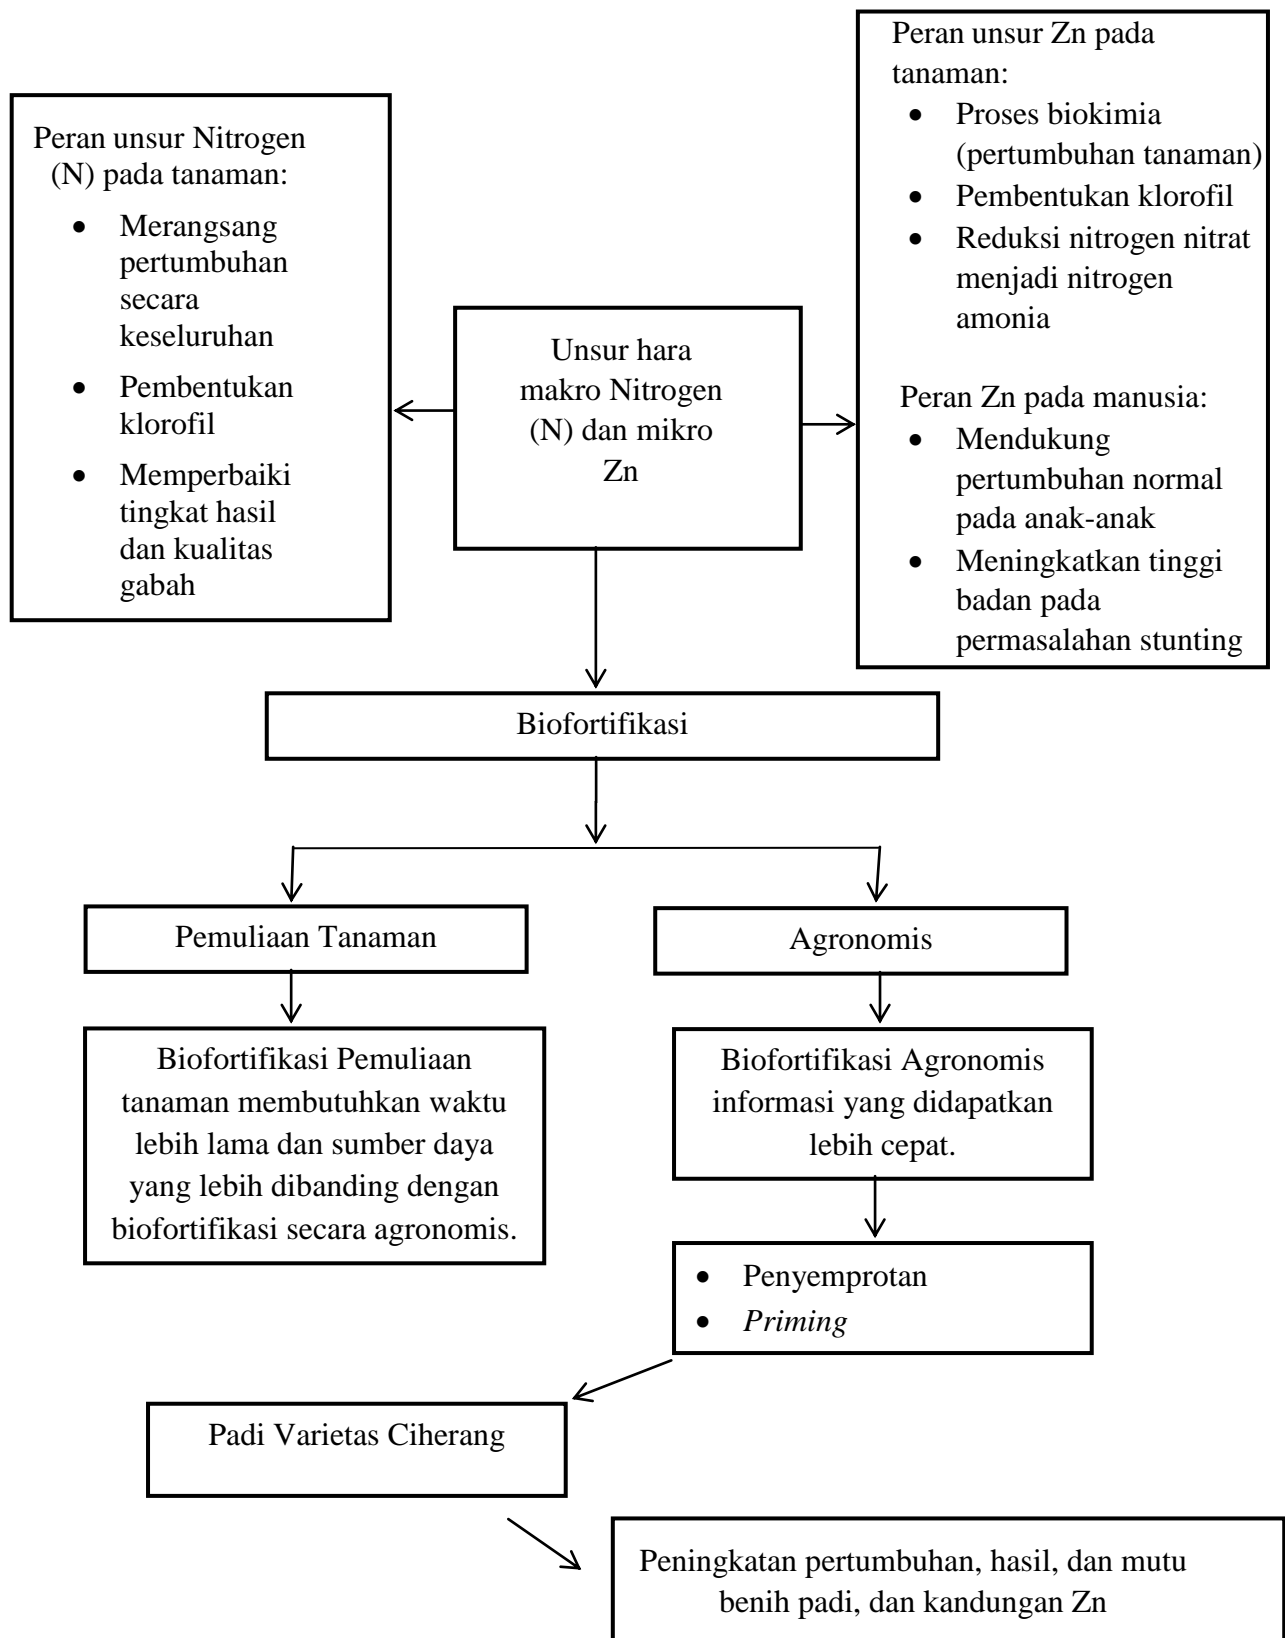 Peran unsur Nitrogen
(N) pada tanaman:
• Merangsang
pertumbuhan
secara
keseluruhan
• Pembentukan
klorofil
• Memperbaiki
tingkat hasil
dan kualitas
gabah
Unsur hara
makro Nitrogen
(N) dan mikro
Zn
Peran unsur Zn pada
tanaman:
• Proses biokimia
(pertumbuhan tanaman)
• Pembentukan klorofil
• Reduksi nitrogen nitrat
menjadi nitrogen
amonia
Peran Zn pada manusia:
• Mendukung
pertumbuhan normal
pada anak-anak
• Meningkatkan tinggi
badan pada
permasalahan stunting
Biofortifikasi
Pemuliaan Tanaman
Agronomis
Biofortifikasi Pemuliaan
tanaman membutuhkan waktu
lebih lama dan sumber daya
yang lebih dibanding dengan
biofortifikasi secara agronomis.
Biofortifikasi Agronomis
informasi yang didapatkan
lebih cepat.
• Penyemprotan
• Priming
Padi Varietas Ciherang
Peningkatan pertumbuhan, hasil, dan mutu
benih padi, dan kandungan Zn